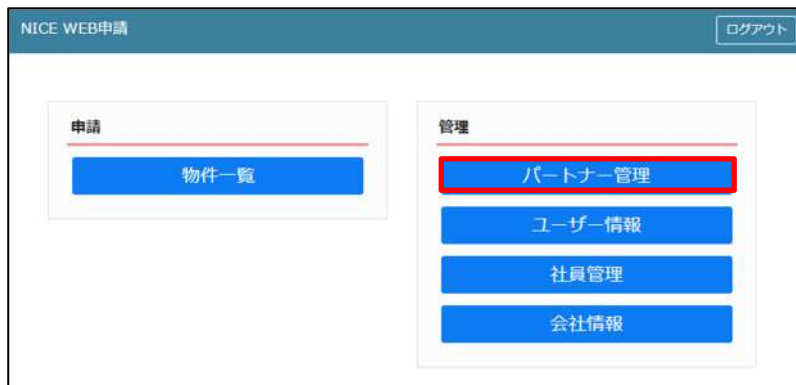 NICE WEB申請
ログアウト
申請
物件一覧
管理
パートナー管理
ユーザー情報
社員管理
会社情報